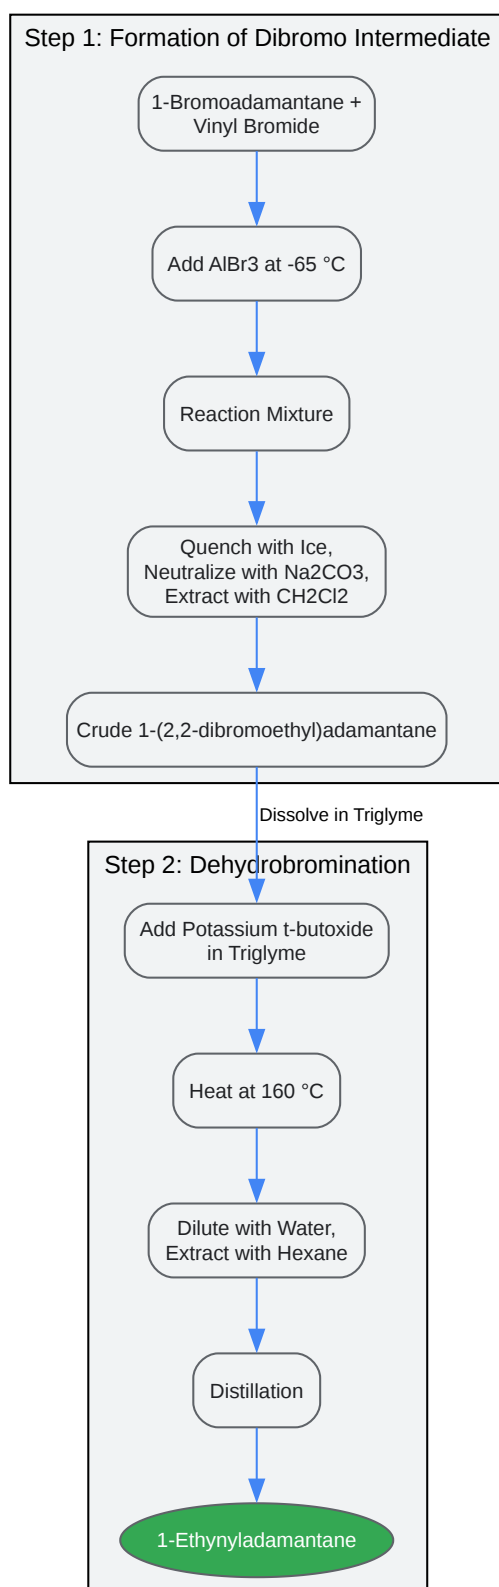 Step 1: Formation of Dibromo Intermediate
1-Bromoadamantane +
Vinyl Bromide
Add AlBr3 at -65 °C
Reaction Mixture
Quench with Ice,
Neutralize with Na2CO3,
Extract with CH2Cl2
Crude 1-(2,2-dibromoethyl)adamantane
Dissolve in Triglyme
Step 2: Dehydrobromination
Add Potassium t-butoxide
in Triglyme
Heat at 160 °C
Dilute with Water,
Extract with Hexane
Distillation
1-Ethynyladamantane